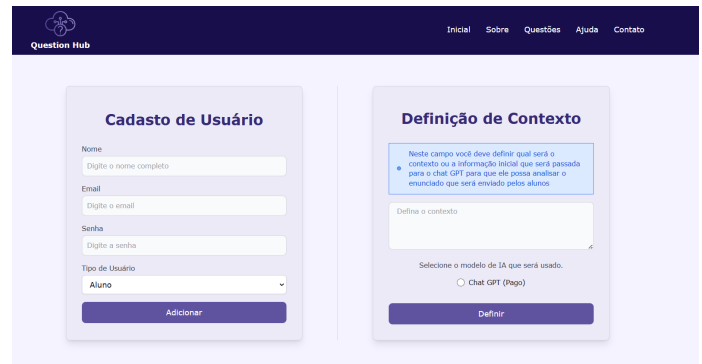 Question Hub
Inicial Sobre Questões Ajuda Contato
Cadasto de Usuário
Nome
Digite o nome completo
Email
Digite o email
Senha
Digite a senha
Tipo de Usuário
Aluno
Adicionar
Definição de Contexto
Neste campo você deve definir qual será o
contexto ou a informação inicial que será passada
para o chat GPT para que ele possa analisar o
enunciado que será enviado pelos alunos
Defina o contexto
Selecione o modelo de IA que será usado.
Chat GPT (Pago)
Definir